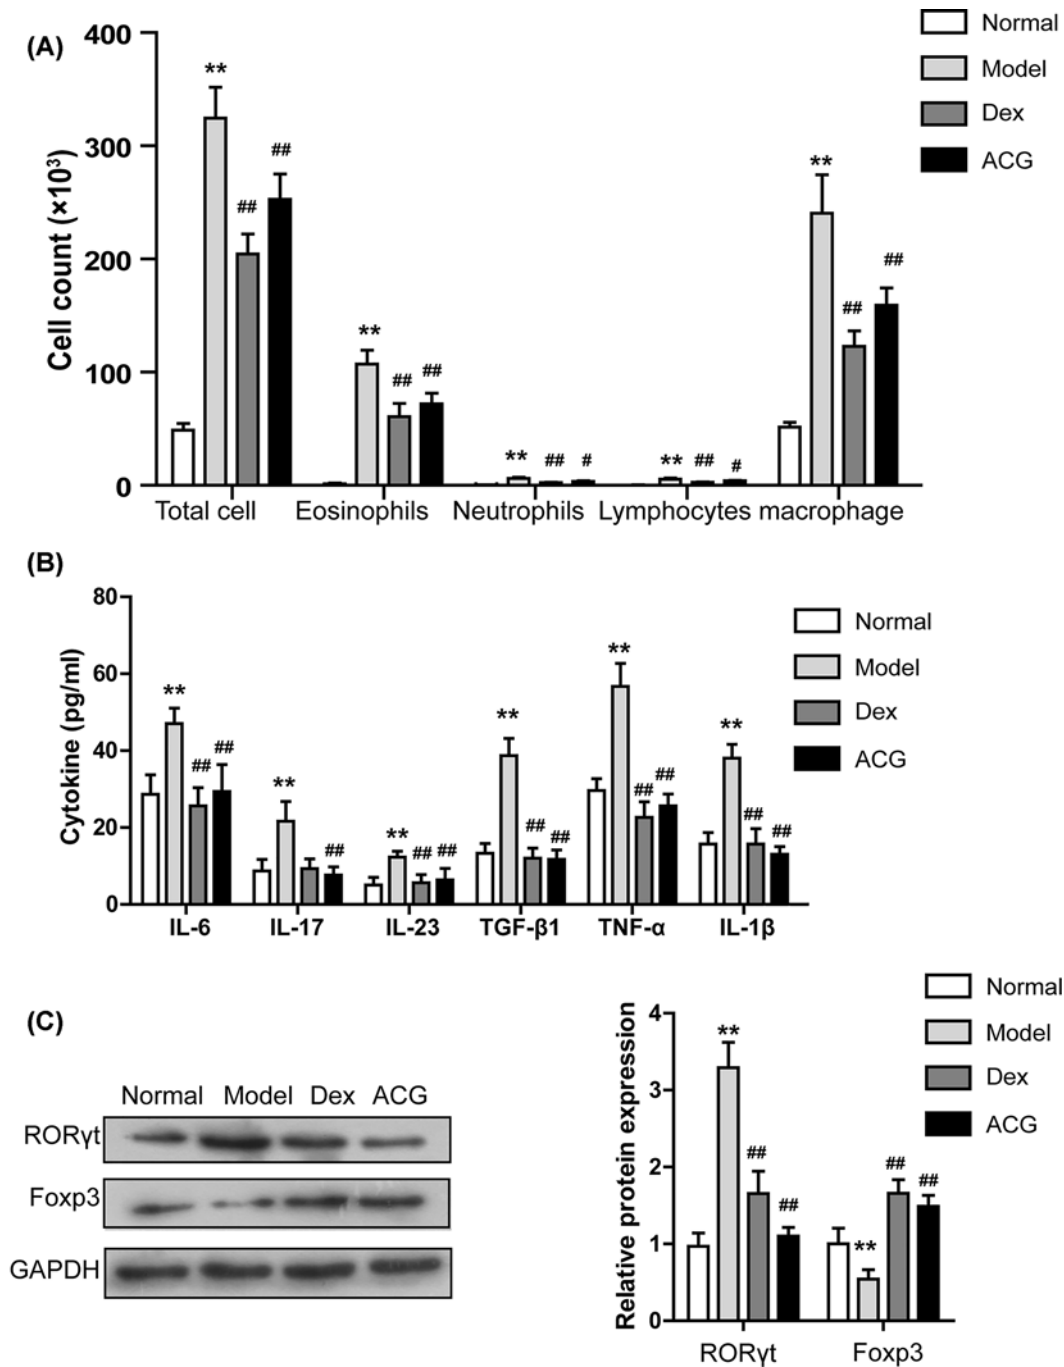 (A)
Cell count (×10³)
400
300
200
100
0
** ## ##
** ## ##
** ## #
** ## #
** ## ##
Total cell Eosinophils Neutrophils Lymphocytes macrophage
Normal
Model
Dex
ACG
(B)
Cytokine (pg/ml)
80
60
40
20
0
** ## ##
** ##
** ## ##
** ## ##
** ## ##
** ## ##
IL-6 IL-17 IL-23 TGF-β1 TNF-α IL-1β
Normal
Model
Dex
ACG
(C)
Normal Model Dex ACG
RORγt
Foxp3
GAPDH
Relative protein expression
4
3
2
1
0
** ## ##
** ## ##
RORγt Foxp3
Normal
Model
Dex
ACG